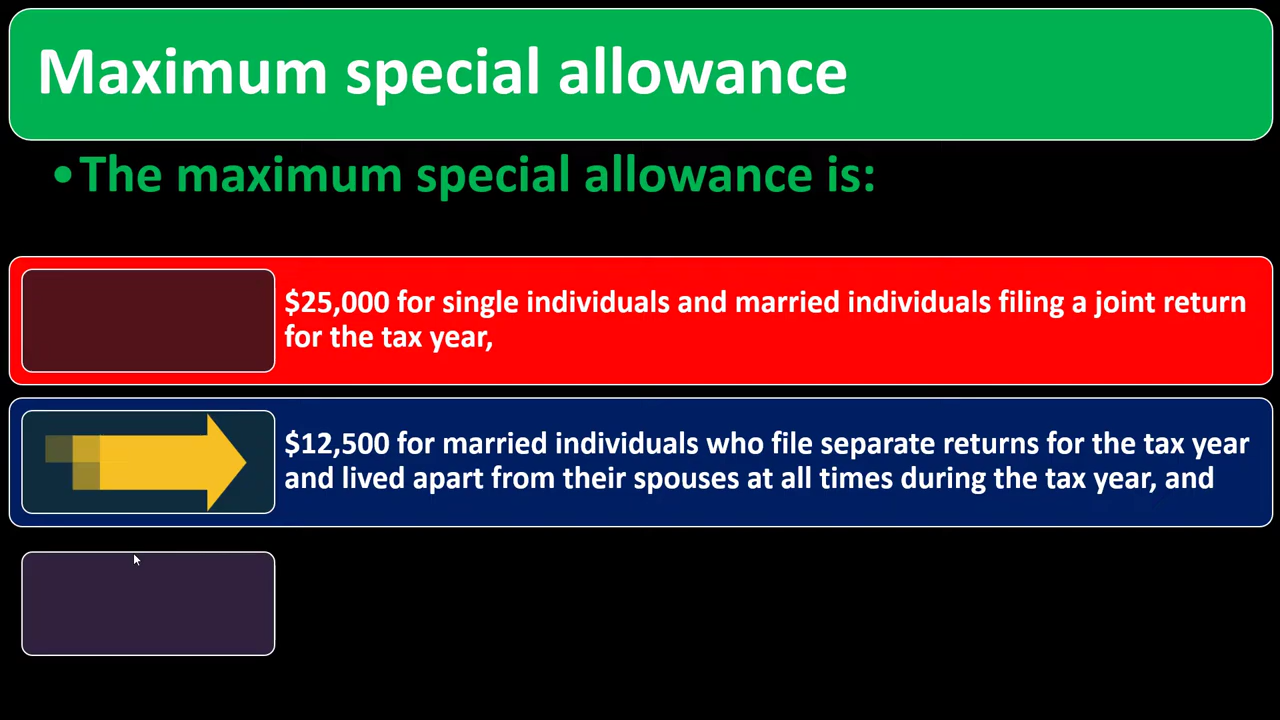 Maximum special allowance
•The maximum special allowance is:
$25,000 for single individuals and married individuals filing a joint return
for the tax year,
$12,500 for married individuals who file separate returns for the tax year
and lived apart from their spouses at all times during the tax year, and